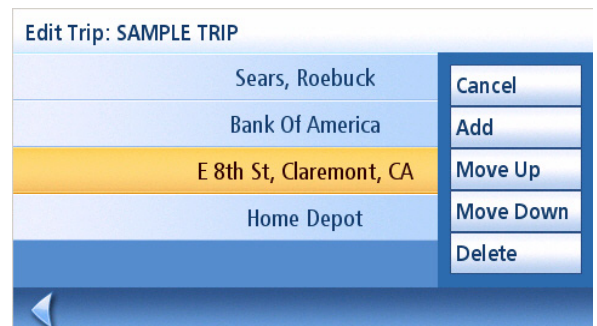 Edit Trip: SAMPLE TRIP
Sears, Roebuck
Bank Of America
E 8th St, Claremont, CA
Home Depot
Cancel
Add
Move Up
Move Down
Delete